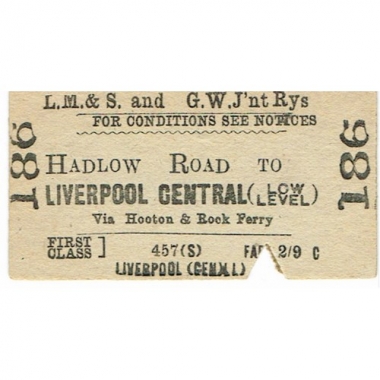 L.M.& S. and G.W.J'nt Rys
FOR CONDITIONS SEE NOTICES
186
HADLOW ROAD TO
LIVERPOOL CENTRAL (LOW LEVEL)
Via Hooton & Rock Ferry
FIRST CLASS ] 457(S) 2/9 C
LIVERPOOL
186